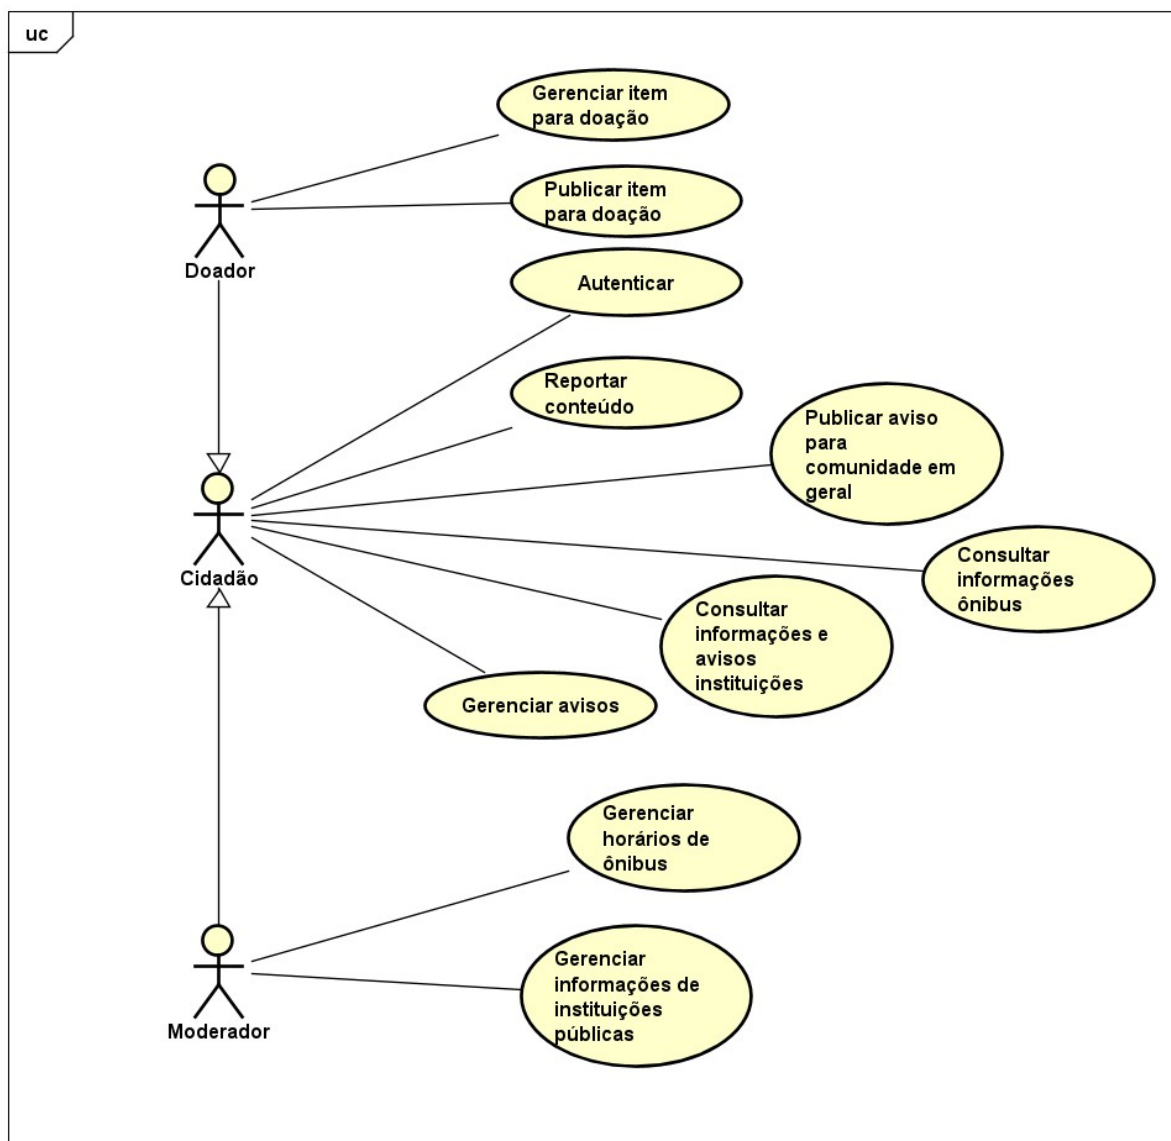 uc
Gerenciar item
para doação
Publicar item
para doação
Doador
Autenticar
Reportar
conteúdo
Publicar aviso
para
comunidade em
geral
Cidadão
Consultar
informações
ônibus
Consultar
informações e
avisos
instituições
Gerenciar avisos
Gerenciar
horários de
ônibus
Gerenciar
informações de
instituições
públicas
Moderador